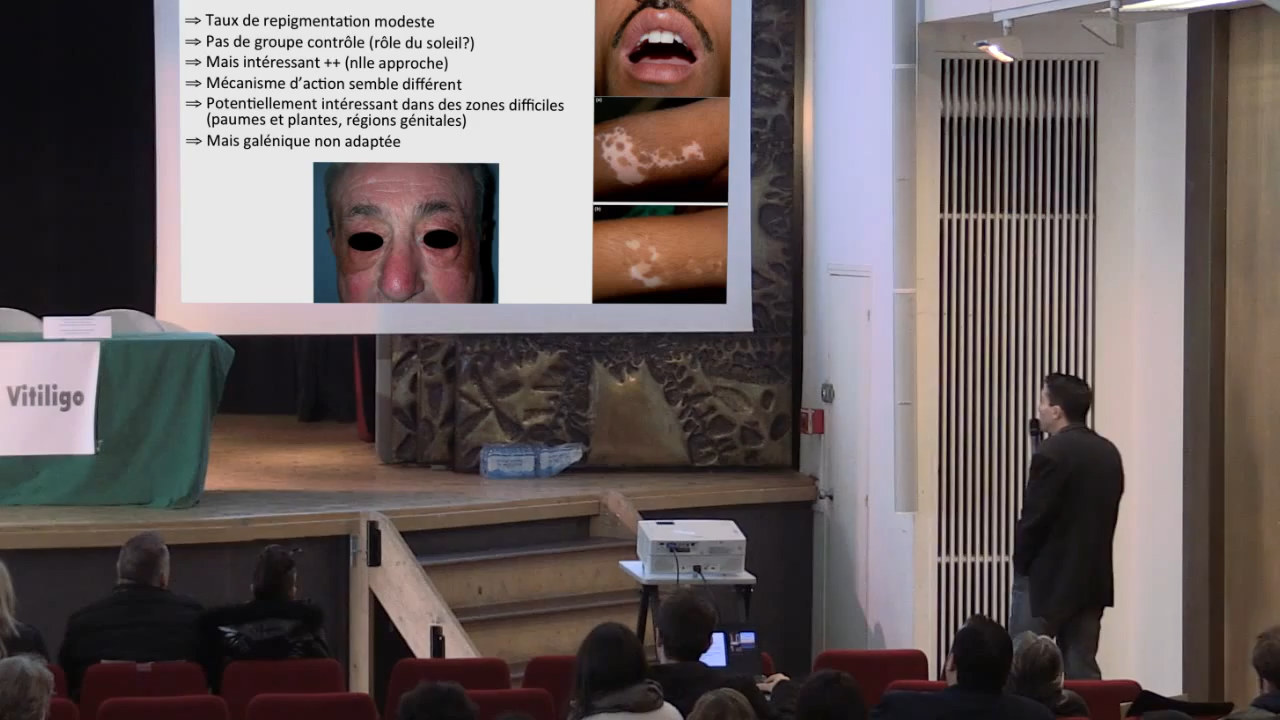 ⇒ Taux de repigmentation modeste
⇒ Pas de groupe contrôle (rôle du soleil?)
⇒ Mais intéressant ++ (nlle approche)
⇒ Mécanisme d’action semble différent
⇒ Potentiellement intéressant dans des zones difficiles
(paumes et plantes, régions génitales)
⇒ Mais galénique non adaptée
(a)
(b)
Vitiligo